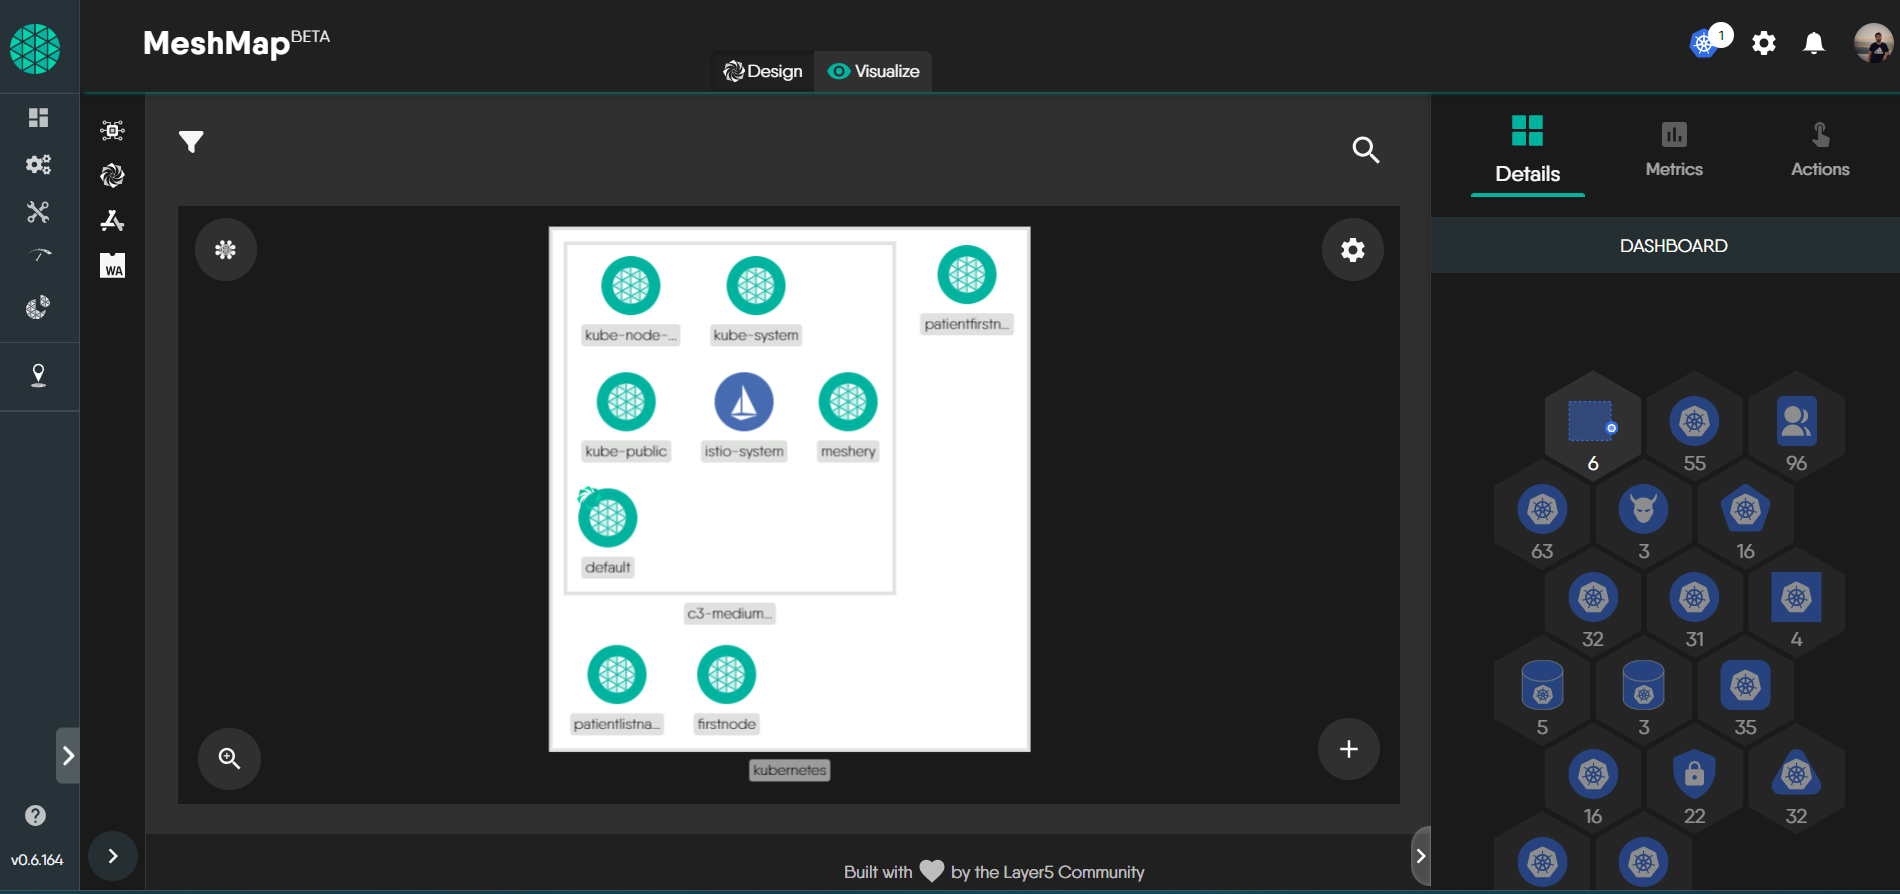 MeshMap BETA
1
Design
Visualize
Details
Metrics
Actions
DASHBOARD
WA
kube-node-...
kube-system
patientfirstn...
kube-public
istio-system
meshery
default
c3-medium...
patientlistna...
firstnode
kubernetes
6
55
96
63
3
16
32
31
4
5
3
35
16
22
32
v0.6.164
Built with by the Layer5 Community